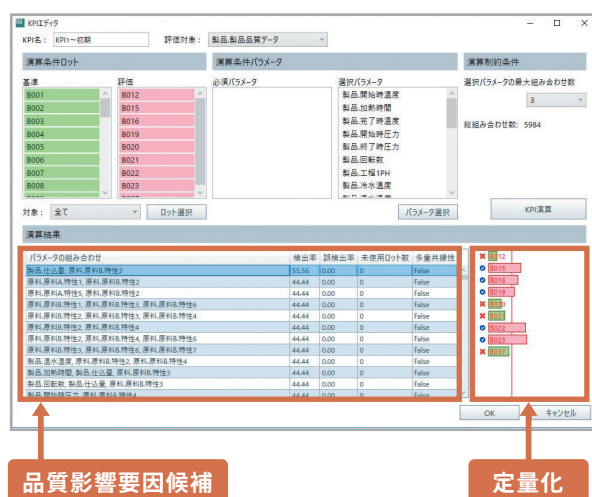 KPIエディタ
KPI名： KPI1～初期 評価対象： 製品.製品品質データ
演算条件ロット 演算条件パラメータ 演算制約条件
基準 評価 必須パラメータ 選択パラメータ 選択パラメータの最大組み合わせ数
B001 B012 製品.開始時温度
B002 B015 製品.加熱時間 3
B003 B016 製品.完了時温度
B004 B019 製品.開始時圧力 総組み合わせ数: 5984
B005 B020 製品.終了時圧力
B006 B021 製品.回転数
B007 B022 製品.工程1PH
B008 B023 製品.冷水温度
対象： 全て ロット選択 パラメータ選択 KPI演算
演算結果
パラメータの組み合わせ 検出率 誤検出率 未使用ロット数 多重共線性
製品.仕込量, 原料.原料B.特性3 55.56 0.00 0 False
原料.原料A.特性1, 原料.原料B.特性2 44.44 0.00 0 False
原料.原料A.特性5, 原料.原料B.特性2 44.44 0.00 0 False
原料.原料B.特性1, 原料.原料B.特性3, 原料.原料B.特性6 44.44 0.00 0 False
原料.原料B.特性2, 原料.原料B.特性3, 原料.原料B.特性4 44.44 0.00 0 False
原料.原料B.特性2, 原料.原料B.特性4 44.44 0.00 0 False
原料.原料B.特性2, 原料.原料B.特性4, 原料.原料B.特性6 44.44 0.00 0 False
原料.原料B.特性3, 原料.原料B.特性6, 原料.原料B.特性7 44.44 0.00 0 False
製品.温水温度, 原料.原料B.特性2, 原料.原料B.特性4 44.44 0.00 0 False
製品.加熱時間, 製品.仕込量, 原料.原料B.特性3 44.44 0.00 0 False
製品.回転数, 製品.仕込量, 原料.原料B.特性3 44.44 0.00 0 False
製品.開始時圧力, 原料.原料B.特性4 44.44 0.00 0 False
B012
B015
B016
B019
B020
B021
B022
B023
B037
OK キャンセル
品質影響要因候補 定量化